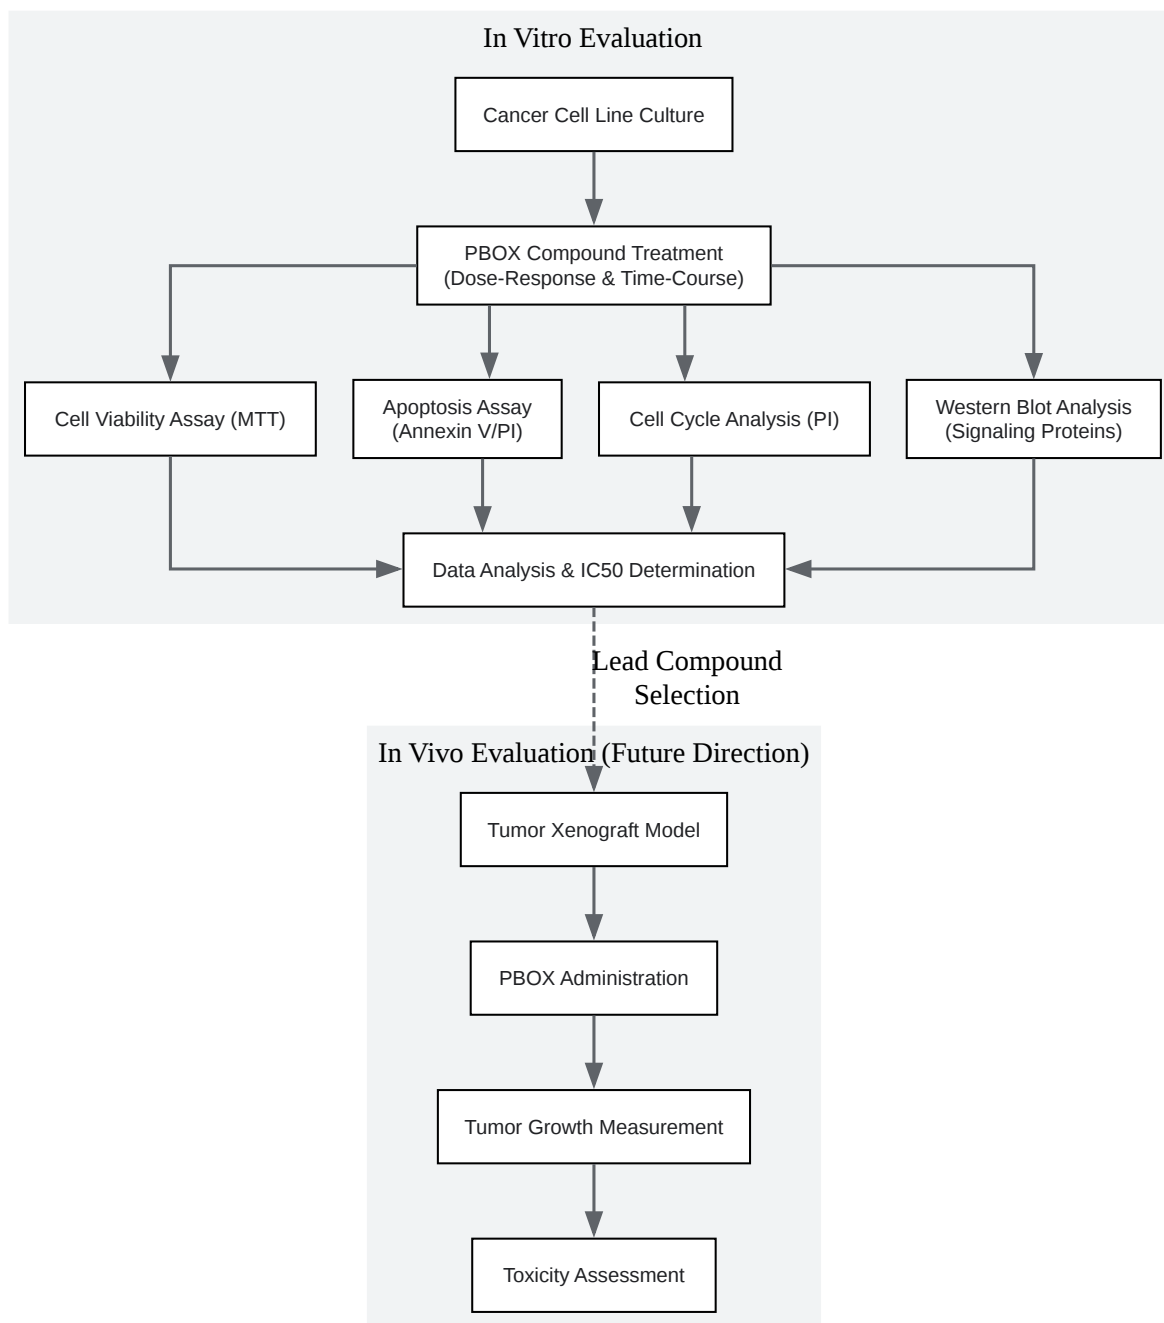 In Vitro Evaluation
Cancer Cell Line Culture
PBOX Compound Treatment
(Dose-Response & Time-Course)
Cell Viability Assay (MTT)
Apoptosis Assay
(Annexin V/PI)
Cell Cycle Analysis (PI)
Western Blot Analysis
(Signaling Proteins)
Data Analysis & IC50 Determination
Lead Compound
Selection
In Vivo Evaluation (Future Direction)
Tumor Xenograft Model
PBOX Administration
Tumor Growth Measurement
Toxicity Assessment